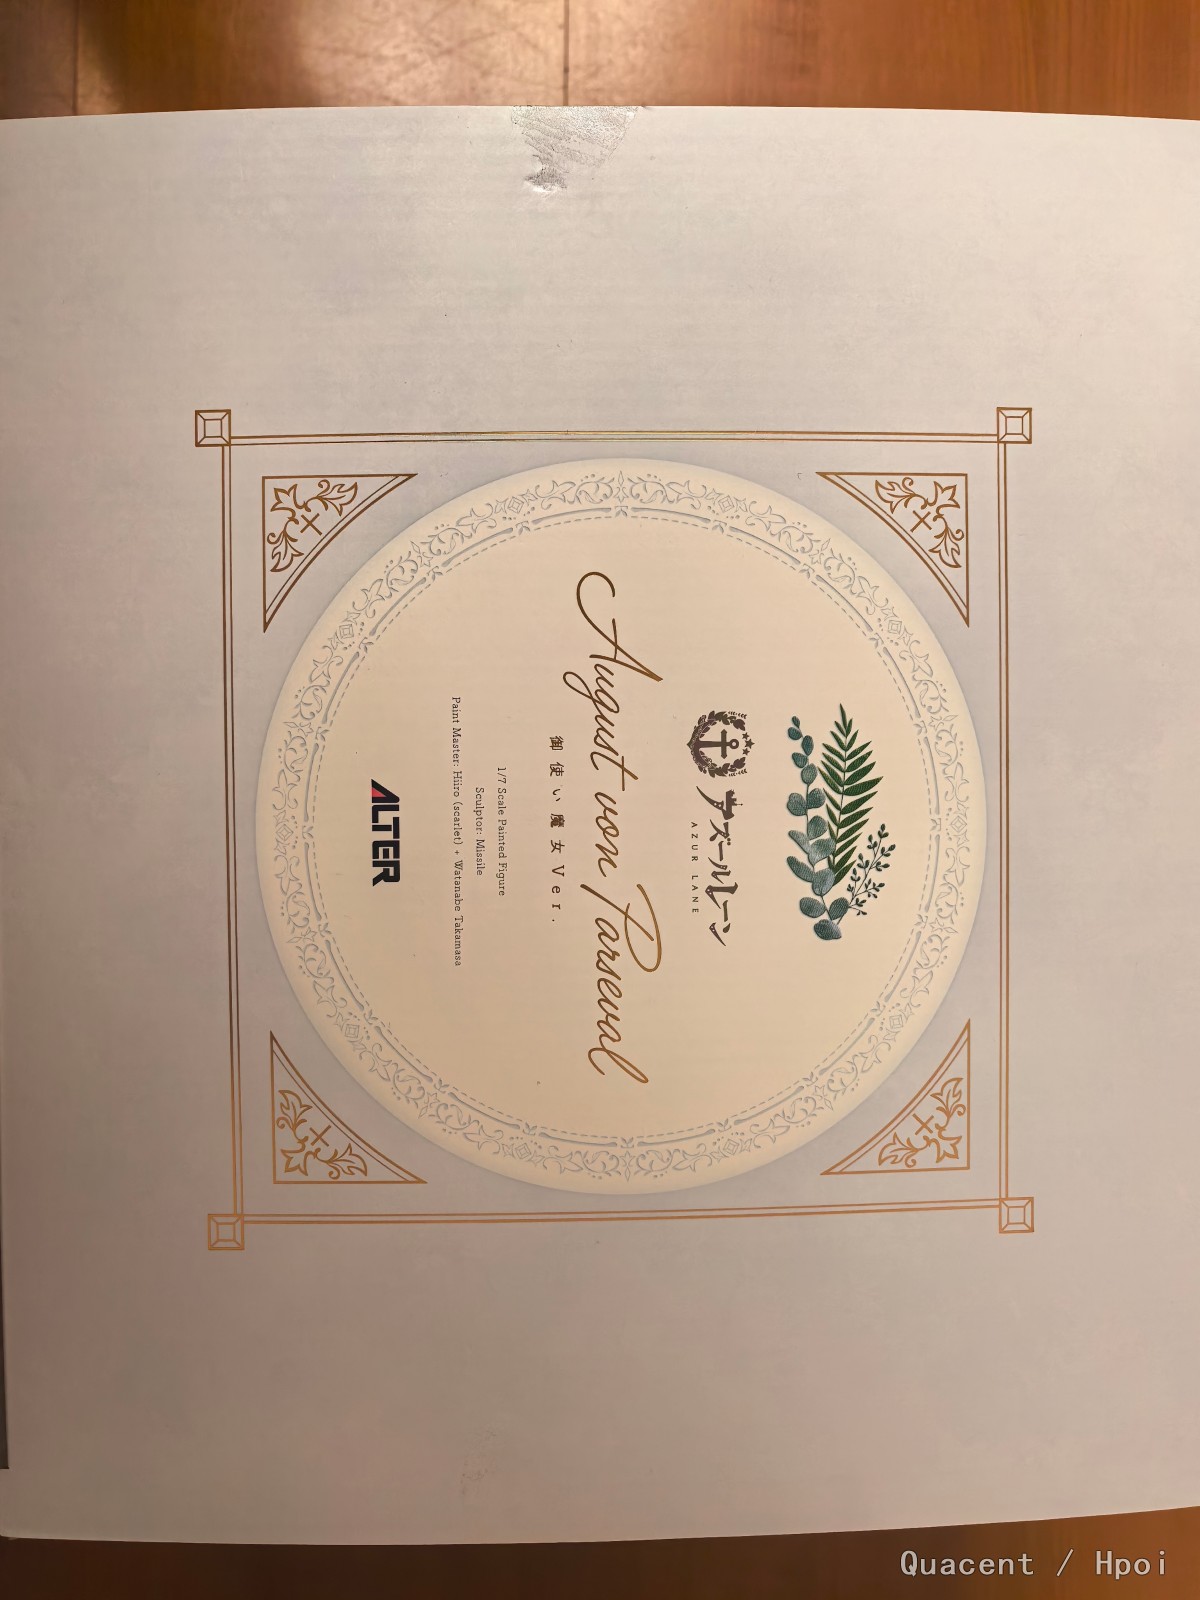 アズールレーン
AZUR LANE
August von Parseval
御使い魔女Ver.
1/7 Scale Painted Figure
Sculptor: Missile
Paint Master: Hiiro (scarlet) + Watanabe Takamasa
ALTER
Quacent / Hpoi